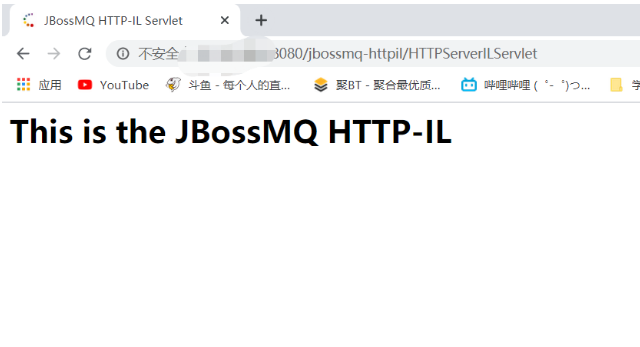 JBossMQ HTTP-IL Servlet
不安全
8080/jbossmq-httpil/HTTPServerILServlet
应用 YouTube 斗鱼 - 每个人的直... 聚BT - 聚合最优质... 哔哩哔哩 ( ゜- ゜)つ... 学
This is the JBossMQ HTTP-IL